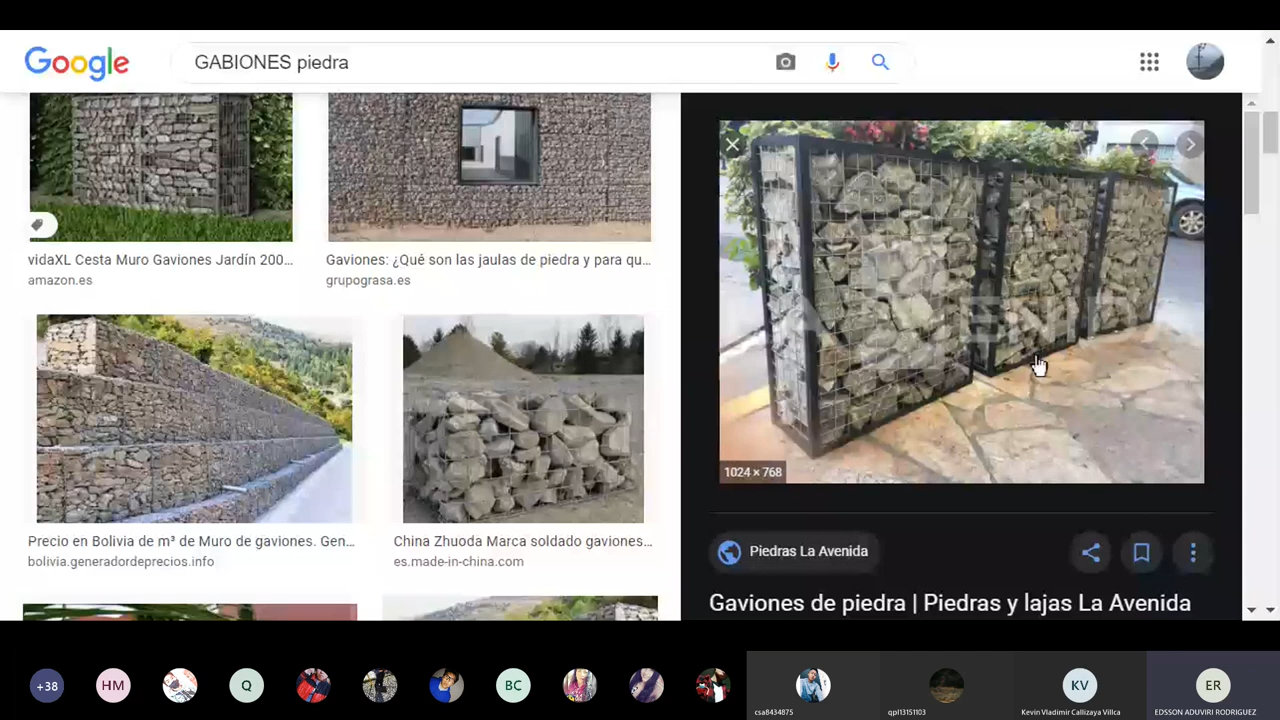 Google
GABIONES piedra
vidaXL Cesta Muro Gaviones Jardín 200...
amazon.es
Gaviones: ¿Qué son las jaulas de piedra y para qu...
grupograsa.es
Precio en Bolivia de m³ de Muro de gaviones. Gen...
bolivia.generadordeprecios.info
China Zhuoda Marca soldado gaviones...
es.made-in-china.com
1024 × 768
Piedras La Avenida
Gaviones de piedra | Piedras y lajas La Avenida
+38
HM
Q
BC
KV
ER
csa8434875
qpl13151103
Kevin Vladimir Callizaya Villca
EDSSON ADUVIRI RODRIGUEZ